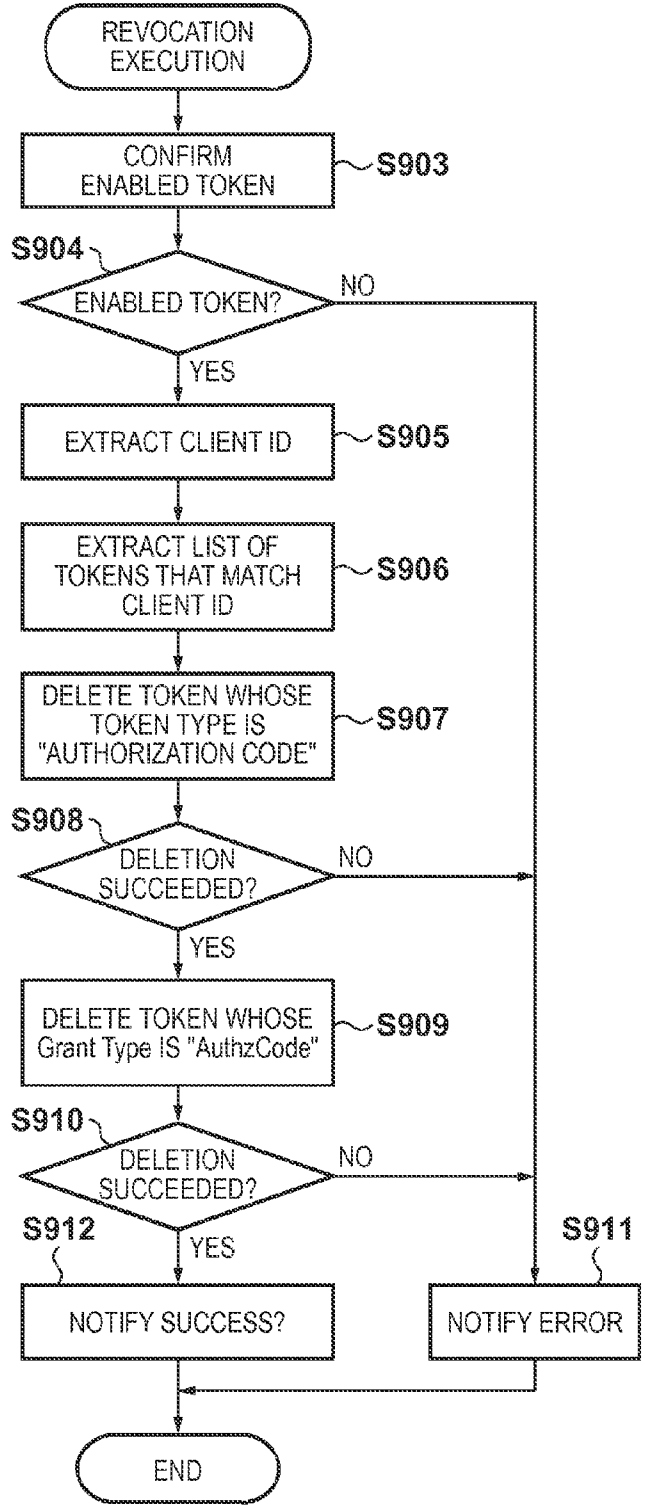 REVOCATION
EXECUTION
CONFIRM
ENABLED TOKEN
S903
S904
ENABLED TOKEN?
NO
YES
EXTRACT CLIENT ID
S905
EXTRACT LIST OF
TOKENS THAT MATCH
CLIENT ID
S906
DELETE TOKEN WHOSE
TOKEN TYPE IS
"AUTHORIZATION CODE"
S907
S908
DELETION
SUCCEEDED?
NO
YES
DELETE TOKEN WHOSE
Grant Type IS "AuthzCode"
S909
S910
DELETION
SUCCEEDED?
NO
YES
S912
NOTIFY SUCCESS?
S911
NOTIFY ERROR
END